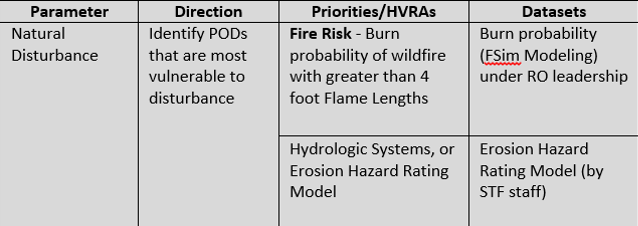 Parameter Direction Priorities/HVRAs Datasets
Natural
Disturbance
Identify PODs
that are most
vulnerable to
disturbance
Fire Risk - Burn
probability of wildfire
with greater than 4
foot Flame Lengths
Burn probability
(FSim Modeling)
under RO leadership
Hydrologic Systems, or
Erosion Hazard Rating
Model
Erosion Hazard
Rating Model (by
STF staff)